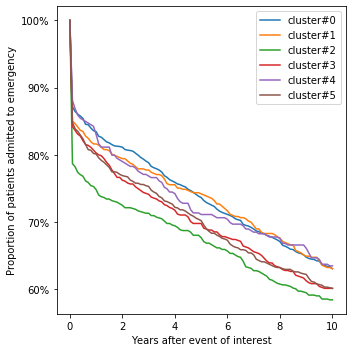 Proportion of patients admitted to emergency
100%
90%
80%
70%
60%
cluster#0
cluster#1
cluster#2
cluster#3
cluster#4
cluster#5
0 2 4 6 8 10
Years after event of interest